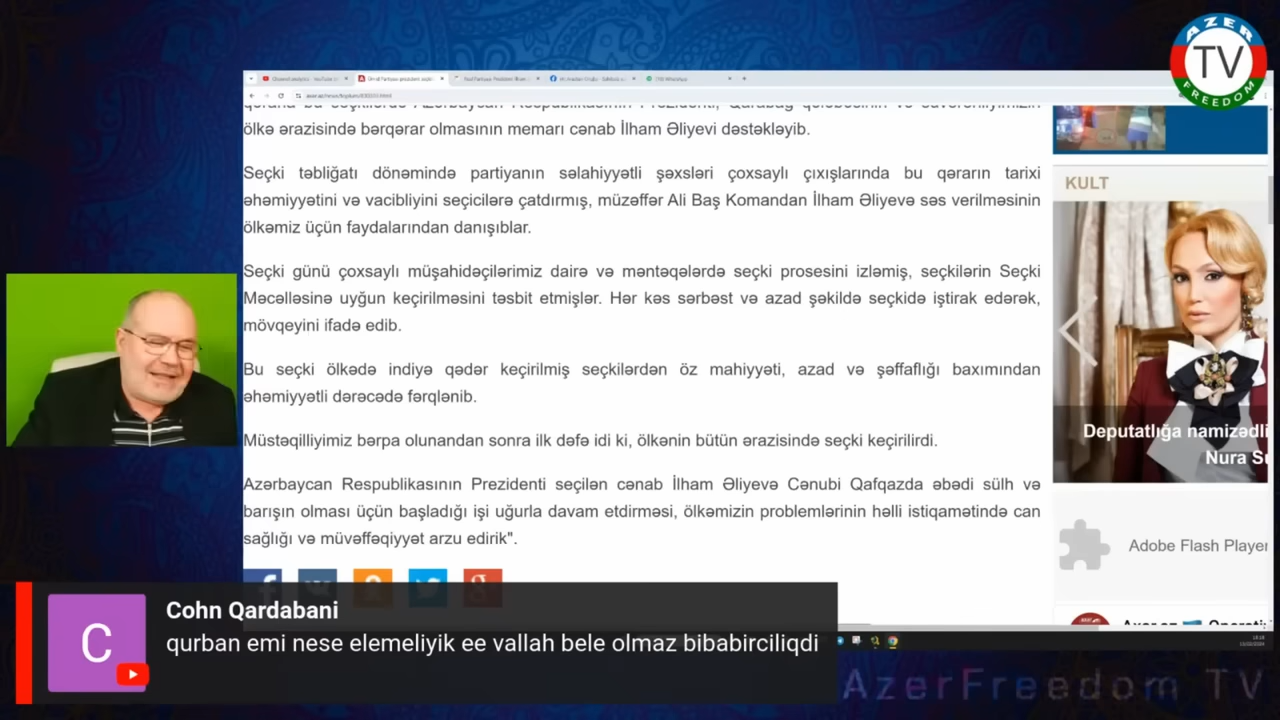 AZER
TV
FREEDOM
ölkə ərazisində bərqərar olmasının memarı cənab İlham Əliyevi dəstəkləyib.
Seçki təbliğatı dönəmində partiyanın səlahiyyətli şəxsləri çoxsaylı çıxışlarında bu qərarın tarixi
əhəmiyyətini və vacibliyini seçicilərə çatdırmış, müzəffər Ali Baş Komandan İlham Əliyevə səs verilməsinin
ölkəmiz üçün faydalarından danışıblar.
Seçki günü çoxsaylı müşahidəçilərimiz dairə və məntəqələrdə seçki prosesini izləmiş, seçkilərin Seçki
Məcəlləsinə uyğun keçirilməsini təsbit etmişlər. Hər kəs sərbəst və azad şəkildə seçkidə iştirak edərək,
mövqeyini ifadə edib.
Bu seçki ölkədə indiyə qədər keçirilmiş seçkilərdən öz mahiyyəti, azad və şəffaflığı baxımından
əhəmiyyətli dərəcədə fərqlənib.
Müstəqilliyimiz bərpa olunandan sonra ilk dəfə idi ki, ölkənin bütün ərazisində seçki keçirilirdi.
Azərbaycan Respublikasının Prezidenti seçilən cənab İlham Əliyevə Cənubi Qafqazda əbədi sülh və
barışın olması üçün başladığı işi uğurla davam etdirməsi, ölkəmizin problemlərinin həlli istiqamətində can
sağlığı və müvəffəqiyyət arzu edirik".
KULT
Deputatlığa namizədli
Nura
Adobe Flash Player
C
Cohn Qardabani
qurban emi nese elemeliyik ee vallah bele olmaz bibabirciliqdi
AzerFreedom TV